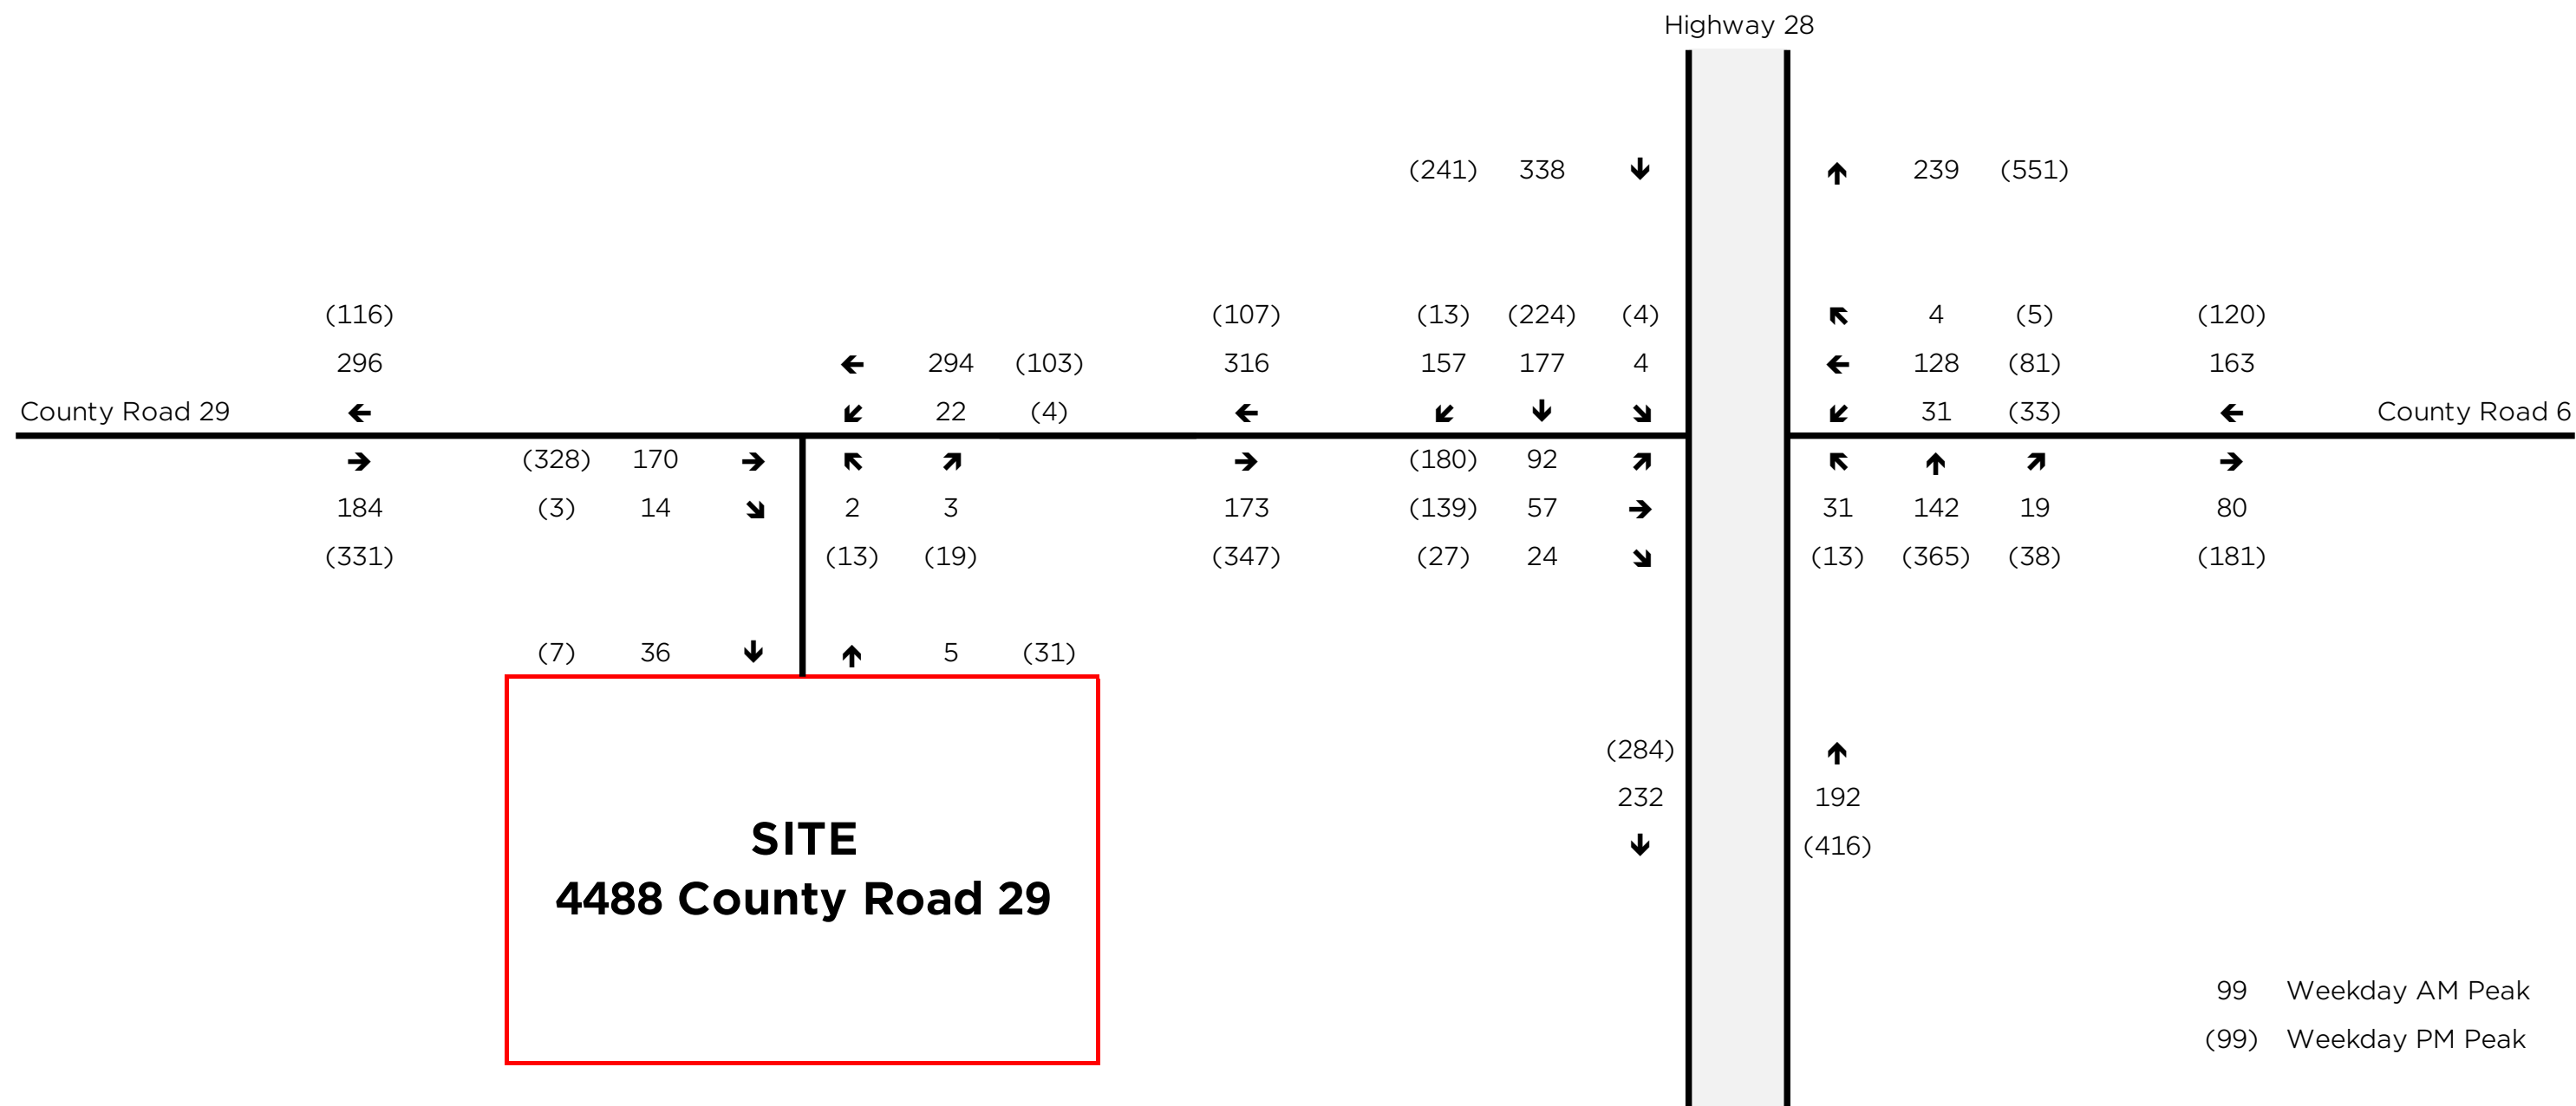 Highway 28
(241) 338 ↓ ↑ 239 (551)
(116) (107) (13) (224) (4) ↖ 4 (5) (120)
296 ← 294 (103) 316 157 177 4 ← 128 (81) 163
County Road 29 ← ↙ 22 (4) ← ↙ ↓ ↘ ↙ 31 (33) ← County Road 6
→ (328) 170 → ↖ ↗ → (180) 92 ↗ ↖ ↑ ↗ →
184 (3) 14 ↘ 2 3 173 (139) 57 → 31 142 19 80
(331) (13) (19) (347) (27) 24 ↘ (13) (365) (38) (181)
(7) 36 ↓ ↑ 5 (31)
(284) ↑
232 192
↓ (416)
SITE
4488 County Road 29
99 Weekday AM Peak
(99) Weekday PM Peak